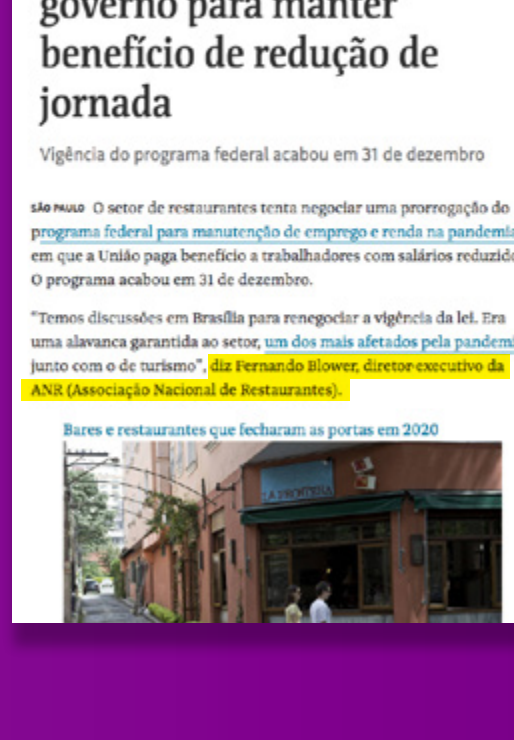 governo para manter
benefício de redução de
jornada
Vigência do programa federal acabou em 31 de dezembro
SÃO PAULO O setor de restaurantes tenta negociar uma prorrogação do
programa federal para manutenção de emprego e renda na pandemia
em que a União paga benefício a trabalhadores com salários reduzido
O programa acabou em 31 de dezembro.
“Temos discussões em Brasília para renegociar a vigência da lei. Era
uma alavanca garantida ao setor, um dos mais afetados pela pandemi
junto com o de turismo”, diz Fernando Blower, diretor-executivo da
ANR (Associação Nacional de Restaurantes).
Bares e restaurantes que fecharam as portas em 2020
LA FRONTERA